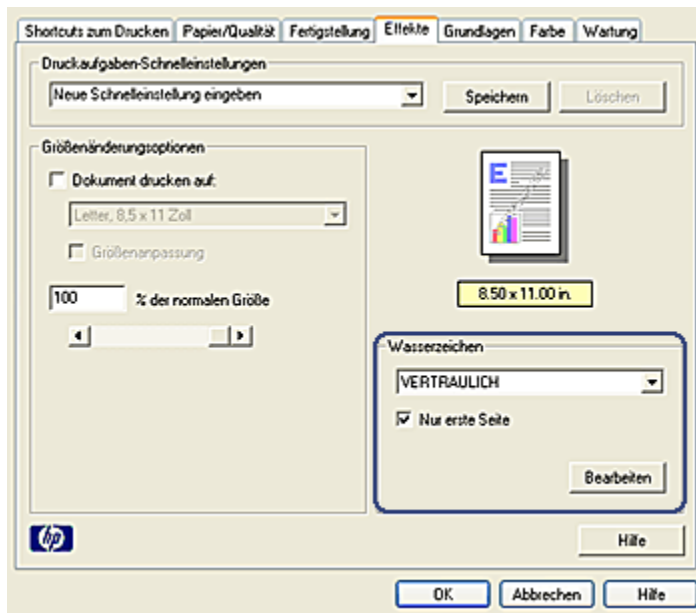 Shortcuts zum Drucken Papier/Qualität Fertigstellung Effekte Grundlagen Farbe Wartung
Druckaufgaben-Schnelleinstellungen
Neue Schnelleinstellung eingeben Speichern Löschen
Größenänderungsoptionen
Dokument drucken auf:
Letter, 8,5 x 11 Zoll
Größenanpassung
100 % der normalen Größe
E
8.50 x 11.00 in.
Wasserzeichen
VERTRAULICH
Nur erste Seite
Bearbeiten
hp
Hilfe
OK Abbrechen Hilfe